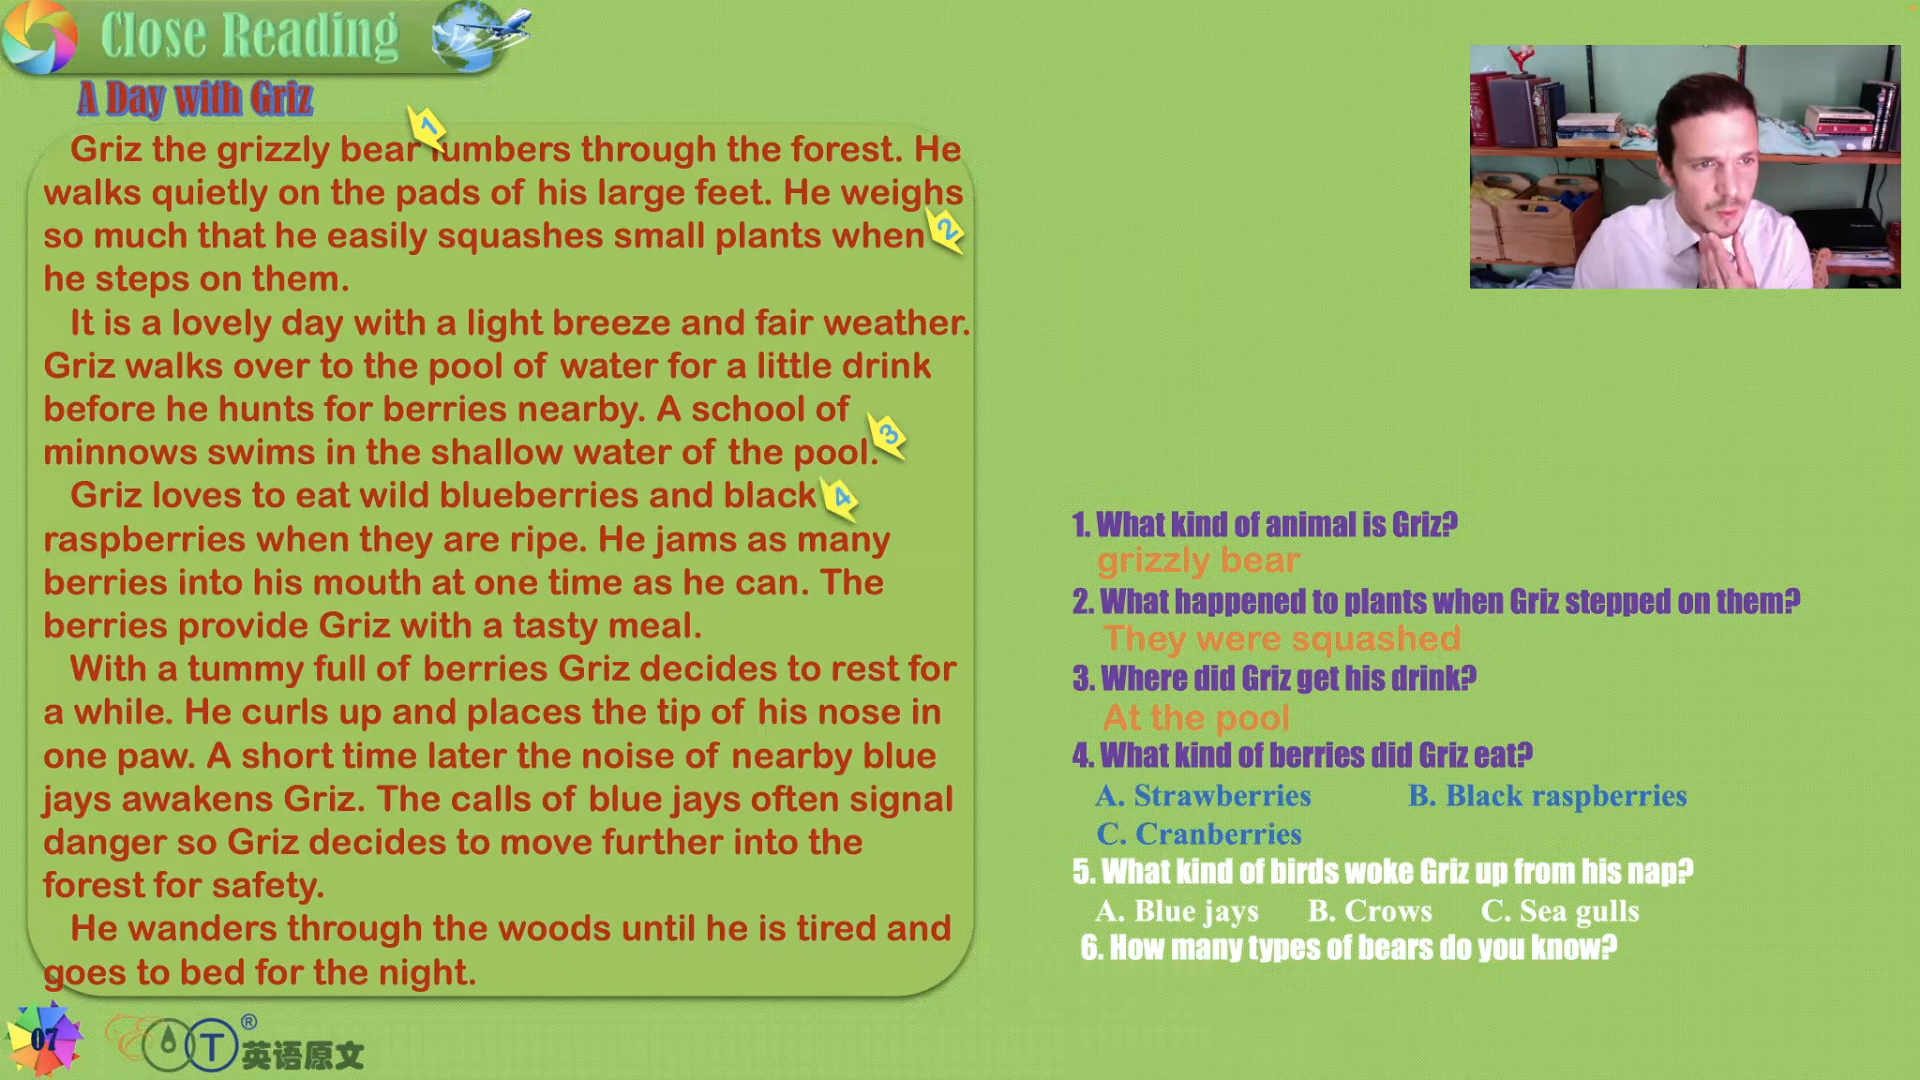 Close Reading
A Day with Griz
1
Griz the grizzly bear lumbers through the forest. He
walks quietly on the pads of his large feet. He weighs
so much that he easily squashes small plants when
2
he steps on them.
It is a lovely day with a light breeze and fair weather.
Griz walks over to the pool of water for a little drink
before he hunts for berries nearby. A school of
minnows swims in the shallow water of the pool.
3
Griz loves to eat wild blueberries and black
4
raspberries when they are ripe. He jams as many
berries into his mouth at one time as he can. The
berries provide Griz with a tasty meal.
With a tummy full of berries Griz decides to rest for
a while. He curls up and places the tip of his nose in
one paw. A short time later the noise of nearby blue
jays awakens Griz. The calls of blue jays often signal
danger so Griz decides to move further into the
forest for safety.
He wanders through the woods until he is tired and
goes to bed for the night.
1. What kind of animal is Griz?
grizzly bear
2. What happened to plants when Griz stepped on them?
They were squashed
3. Where did Griz get his drink?
At the pool
4. What kind of berries did Griz eat?
A. Strawberries B. Black raspberries
C. Cranberries
5. What kind of birds woke Griz up from his nap?
A. Blue jays B. Crows C. Sea gulls
6. How many types of bears do you know?
07
T® 英语原文